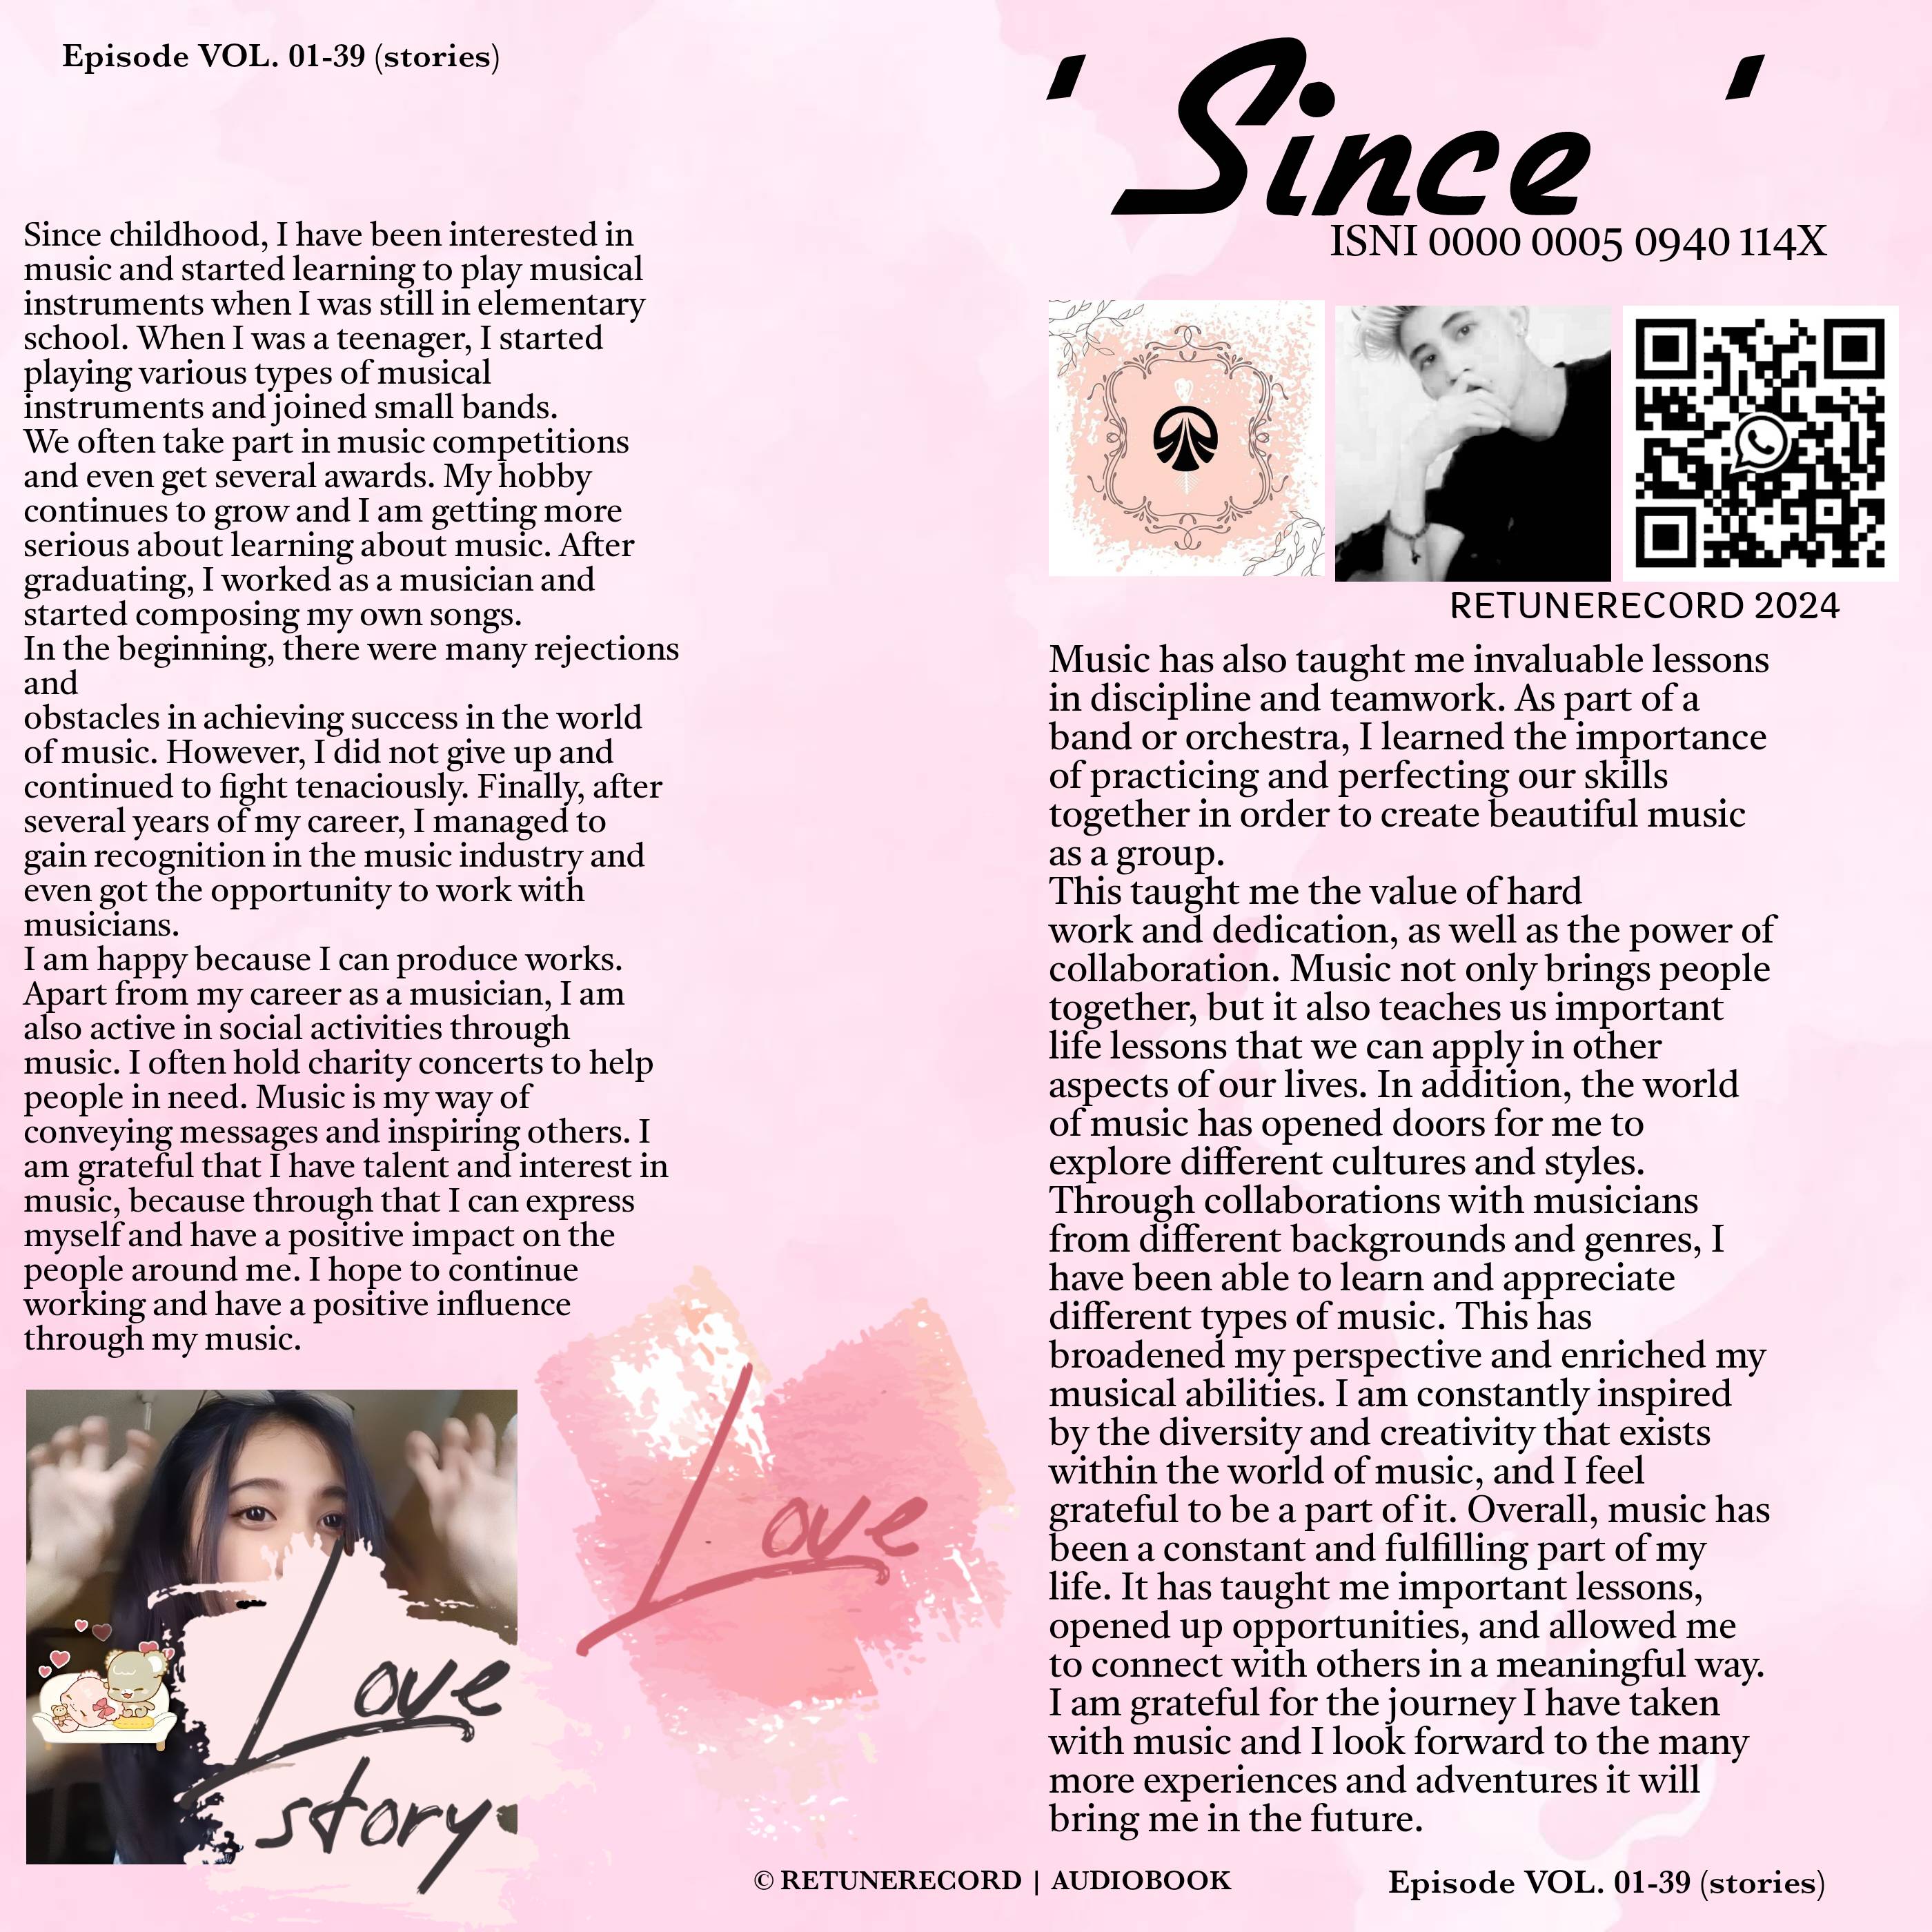 Episode VOL. 01-39 (stories)
Since childhood, I have been interested in
music and started learning to play musical
instruments when I was still in elementary
school. When I was a teenager, I started
playing various types of musical
instruments and joined small bands.
We often take part in music competitions
and even get several awards. My hobby
continues to grow and I am getting more
serious about learning about music. After
graduating, I worked as a musician and
started composing my own songs.
In the beginning, there were many rejections
and
obstacles in achieving success in the world
of music. However, I did not give up and
continued to fight tenaciously. Finally, after
several years of my career, I managed to
gain recognition in the music industry and
even got the opportunity to work with
musicians.
I am happy because I can produce works.
Apart from my career as a musician, I am
also active in social activities through
music. I often hold charity concerts to help
people in need. Music is my way of
conveying messages and inspiring others. I
am grateful that I have talent and interest in
music, because through that I can express
myself and have a positive impact on the
people around me. I hope to continue
working and have a positive influence
through my music.
Love
story
Love
' Since '
ISNI 0000 0005 0940 114X
RETUNERECORD 2024
Music has also taught me invaluable lessons
in discipline and teamwork. As part of a
band or orchestra, I learned the importance
of practicing and perfecting our skills
together in order to create beautiful music
as a group.
This taught me the value of hard
work and dedication, as well as the power of
collaboration. Music not only brings people
together, but it also teaches us important
life lessons that we can apply in other
aspects of our lives. In addition, the world
of music has opened doors for me to
explore different cultures and styles.
Through collaborations with musicians
from different backgrounds and genres, I
have been able to learn and appreciate
different types of music. This has
broadened my perspective and enriched my
musical abilities. I am constantly inspired
by the diversity and creativity that exists
within the world of music, and I feel
grateful to be a part of it. Overall, music has
been a constant and fulfilling part of my
life. It has taught me important lessons,
opened up opportunities, and allowed me
to connect with others in a meaningful way.
I am grateful for the journey I have taken
with music and I look forward to the many
more experiences and adventures it will
bring me in the future.
© RETUNERECORD | AUDIOBOOK
Episode VOL. 01-39 (stories)